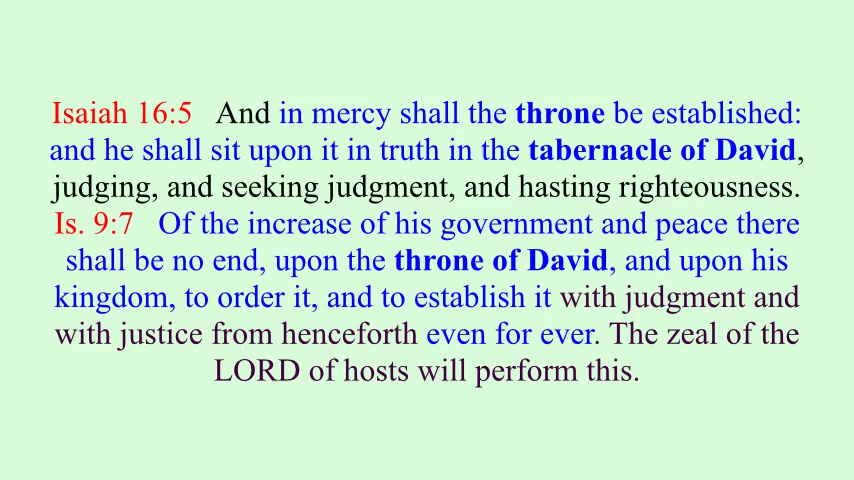 Isaiah 16:5 And in mercy shall the throne be established:
and he shall sit upon it in truth in the tabernacle of David,
judging, and seeking judgment, and hasting righteousness.
Is. 9:7 Of the increase of his government and peace there
shall be no end, upon the throne of David, and upon his
kingdom, to order it, and to establish it with judgment and
with justice from henceforth even for ever. The zeal of the
LORD of hosts will perform this.